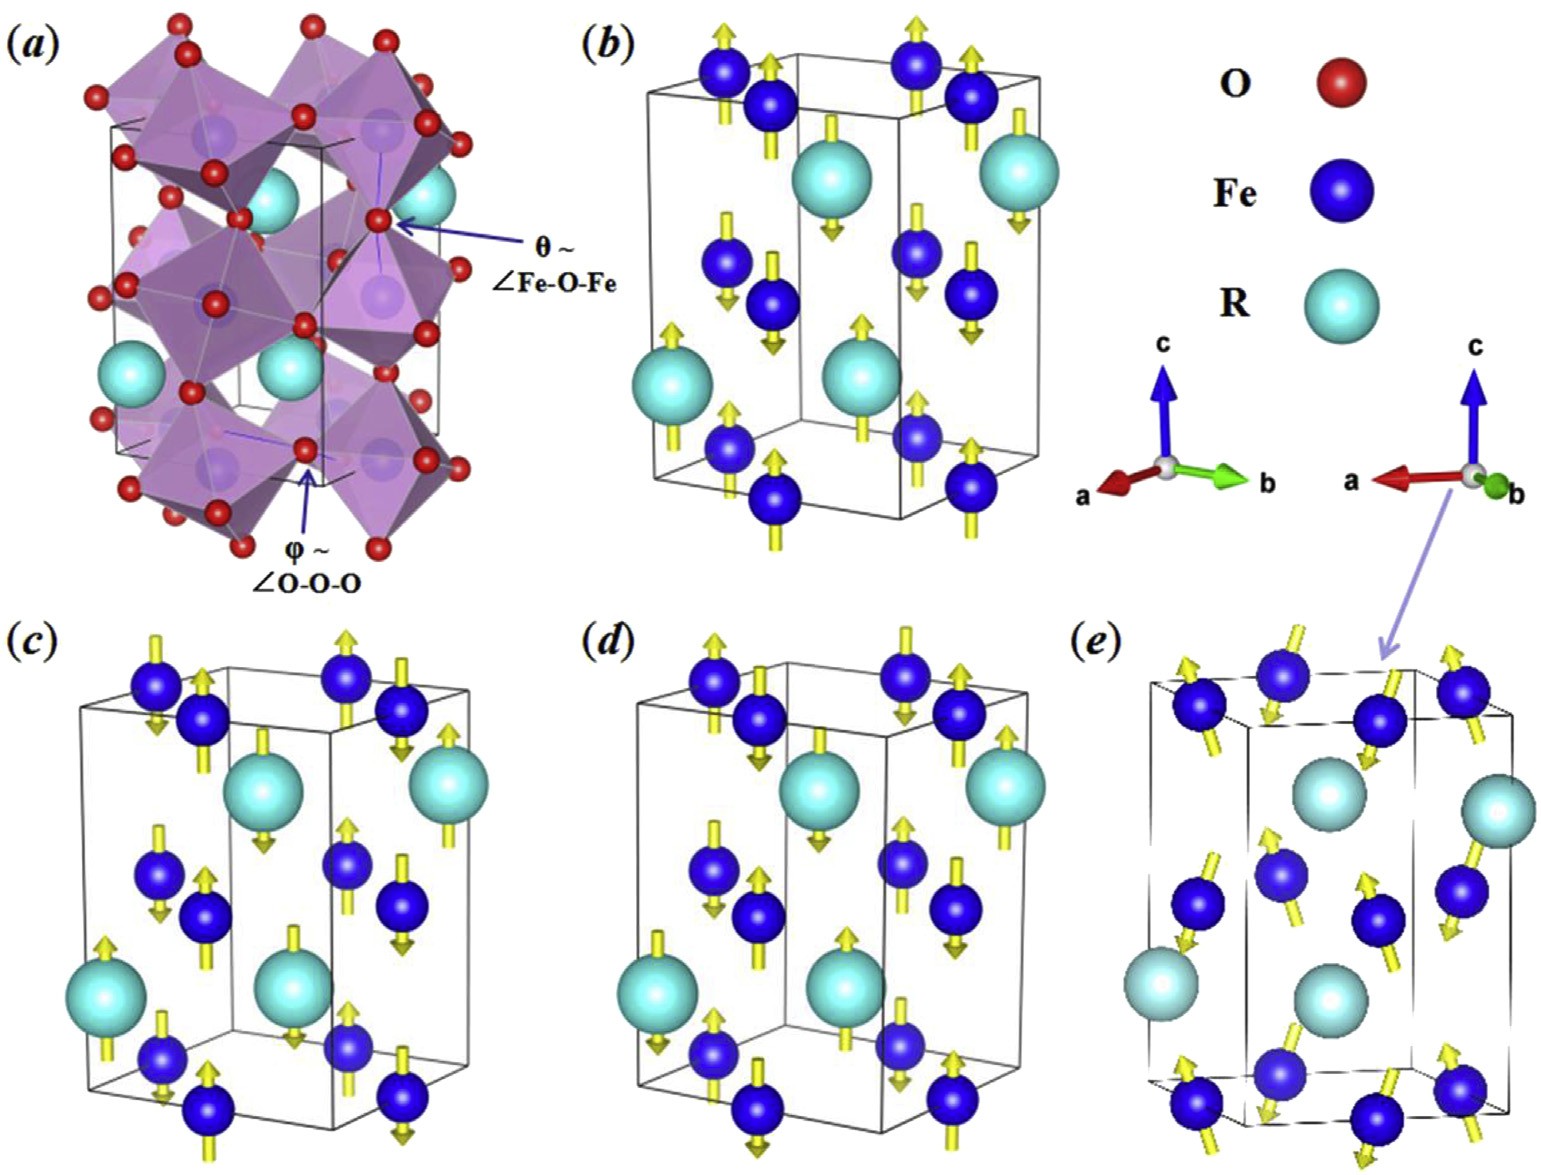 (a)
(b)
O
Fe
R
θ ~
∠Fe-O-Fe
φ ~
∠O-O-O
c
a
b
c
a
b
(c)
(d)
(e)